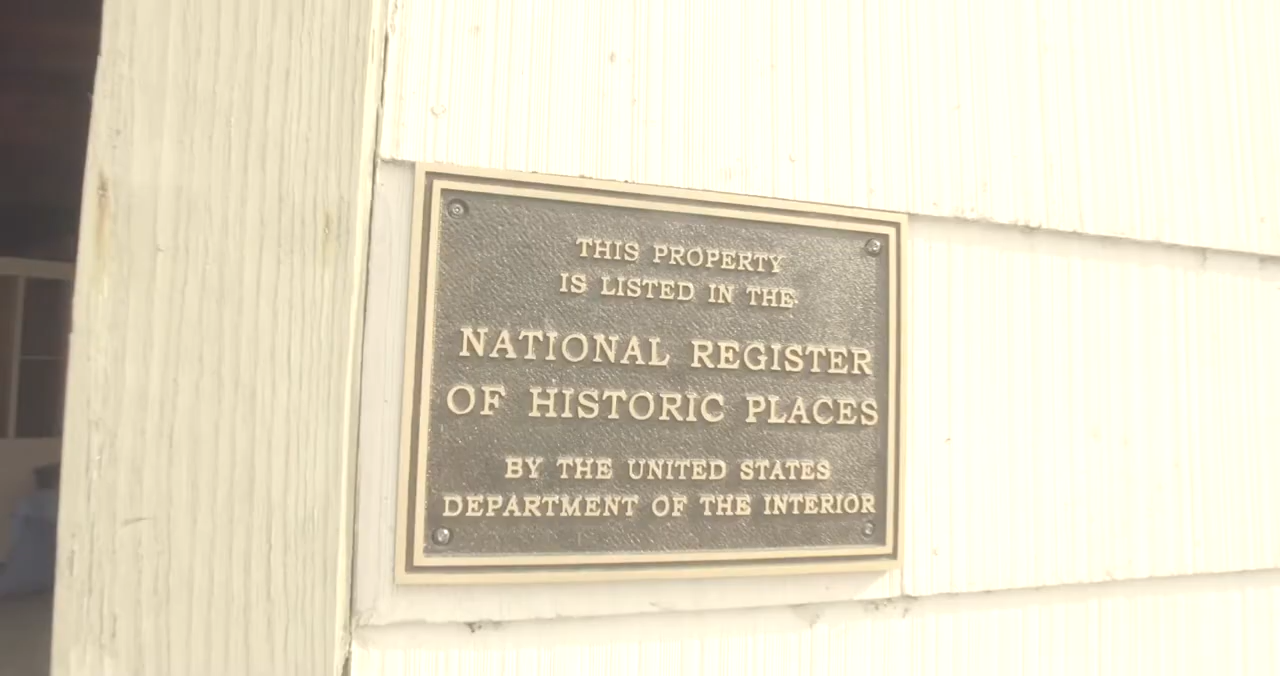 THIS PROPERTY
IS LISTED IN THE
NATIONAL REGISTER
OF HISTORIC PLACES
BY THE UNITED STATES
DEPARTMENT OF THE INTERIOR